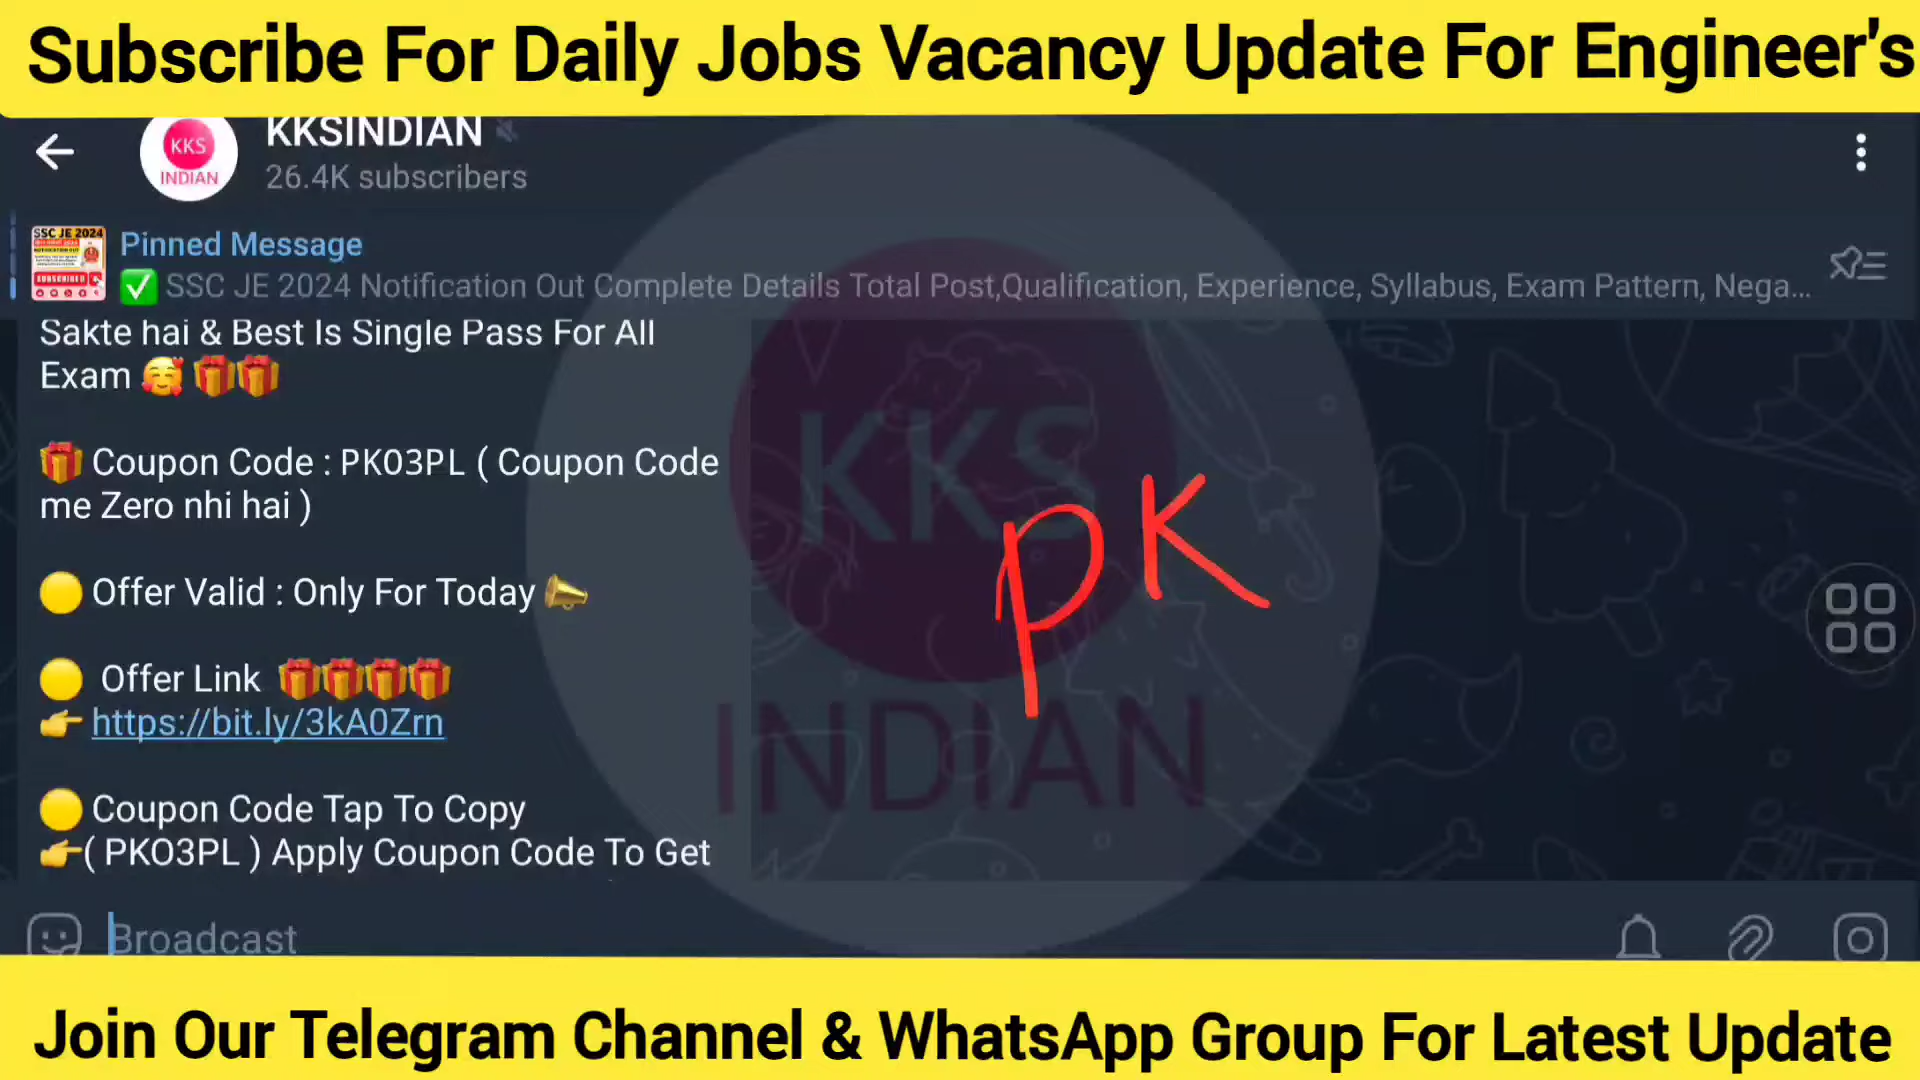 Subscribe For Daily Jobs Vacancy Update For Engineer's
KKS
INDIAN
KKSINDIAN
26.4K subscribers
SSC JE 2024
Pinned Message
✅ SSC JE 2024 Notification Out Complete Details Total Post,Qualification, Experience, Syllabus, Exam Pattern, Nega...
Sakte hai & Best Is Single Pass For All
Exam 🥰 🎁🎁
🎁 Coupon Code : PKO3PL ( Coupon Code
me Zero nhi hai )
🟡 Offer Valid : Only For Today 📣
🟡 Offer Link 🎁🎁🎁🎁
👉 https://bit.ly/3kA0Zrn
🟡 Coupon Code Tap To Copy
👉( PKO3PL ) Apply Coupon Code To Get
KKS
INDIAN
PK
Broadcast
Join Our Telegram Channel & WhatsApp Group For Latest Update